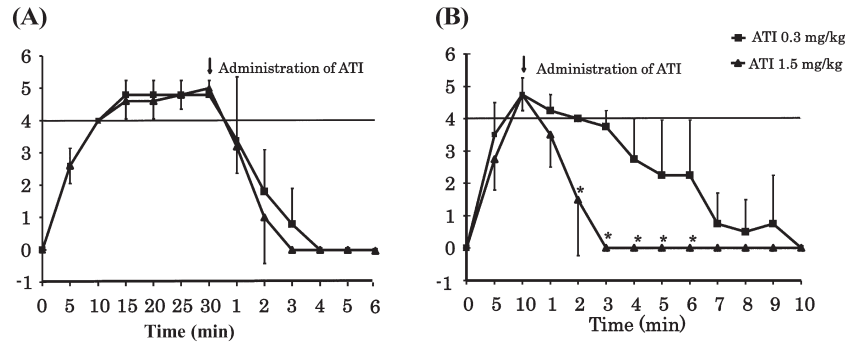 (A)
6
5
4
3
2
1
0
-1
Administration of ATI
0 5 10 15 20 25 30 1 2 3 4 5 6
Time (min)
(B)
ATI 0.3 mg/kg
ATI 1.5 mg/kg
6
5
4
3
2
1
0
-1
Administration of ATI
* * * * *
0 5 10 1 2 3 4 5 6 7 8 9 10
Time (min)